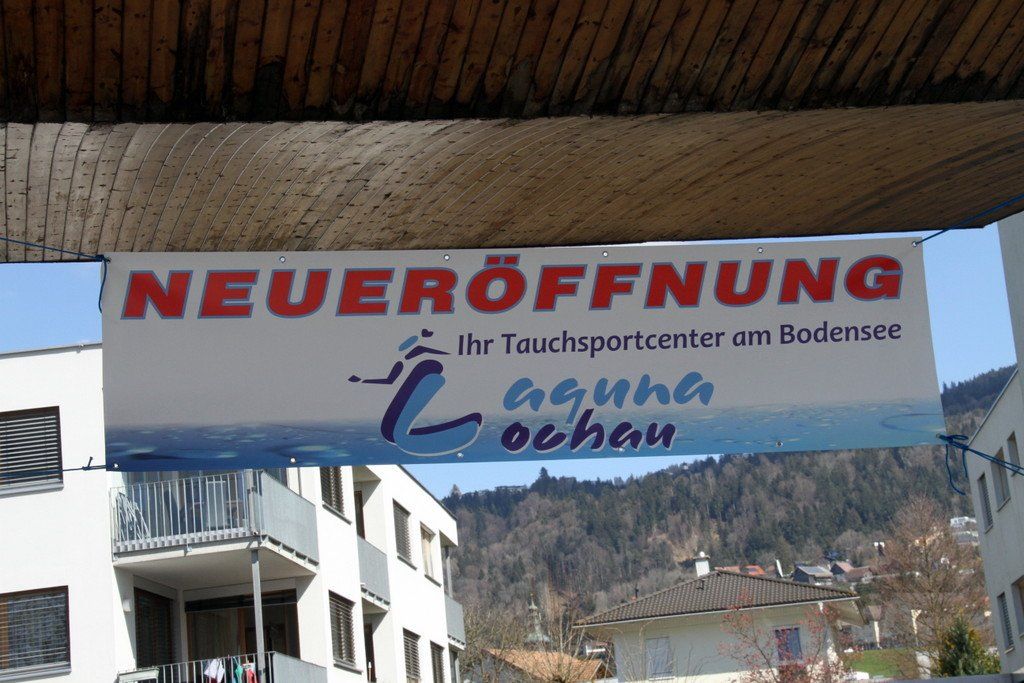 NEUERÖFFNUNG
Ihr Tauchsportcenter am Bodensee
Laguna
Lochau